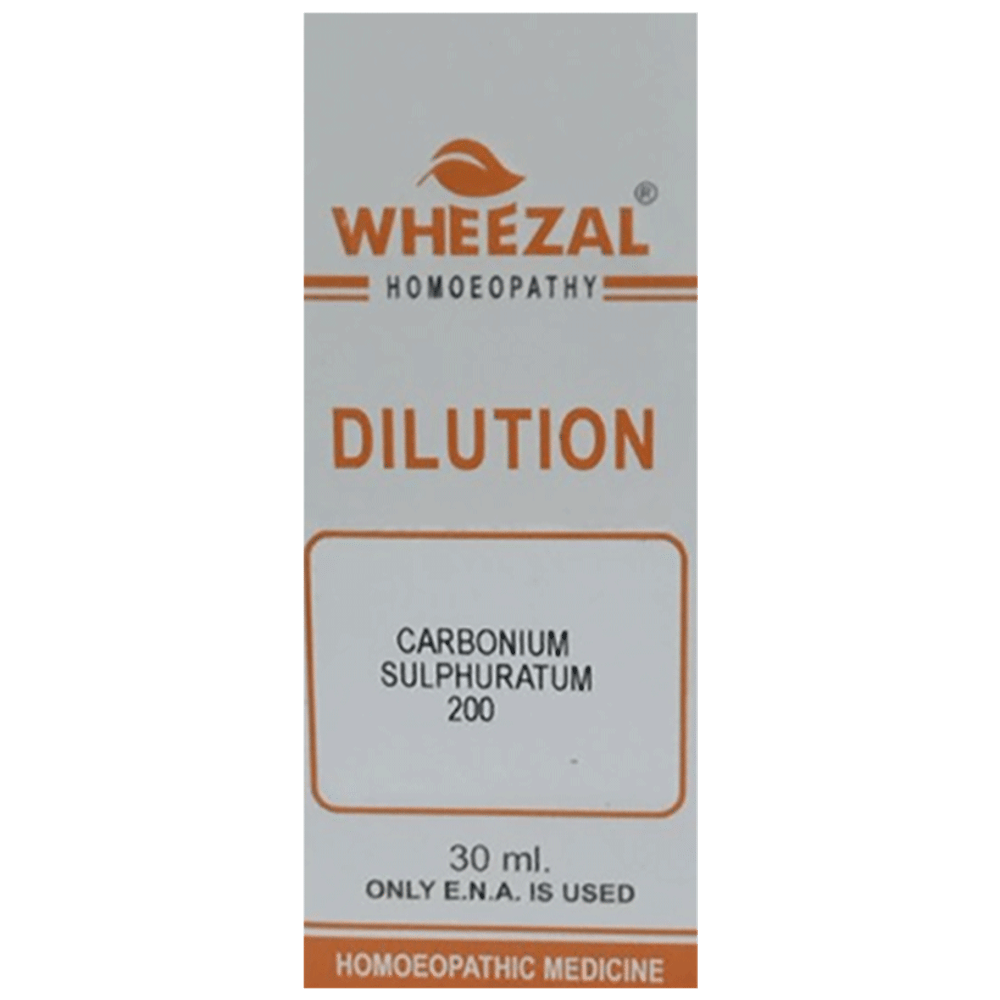 WHEEZAL®
HOMOEOPATHY
DILUTION
CARBONIUM
SULPHURATUM
200
30 ml.
ONLY E.N.A. IS USED
HOMOEOPATHIC MEDICINE